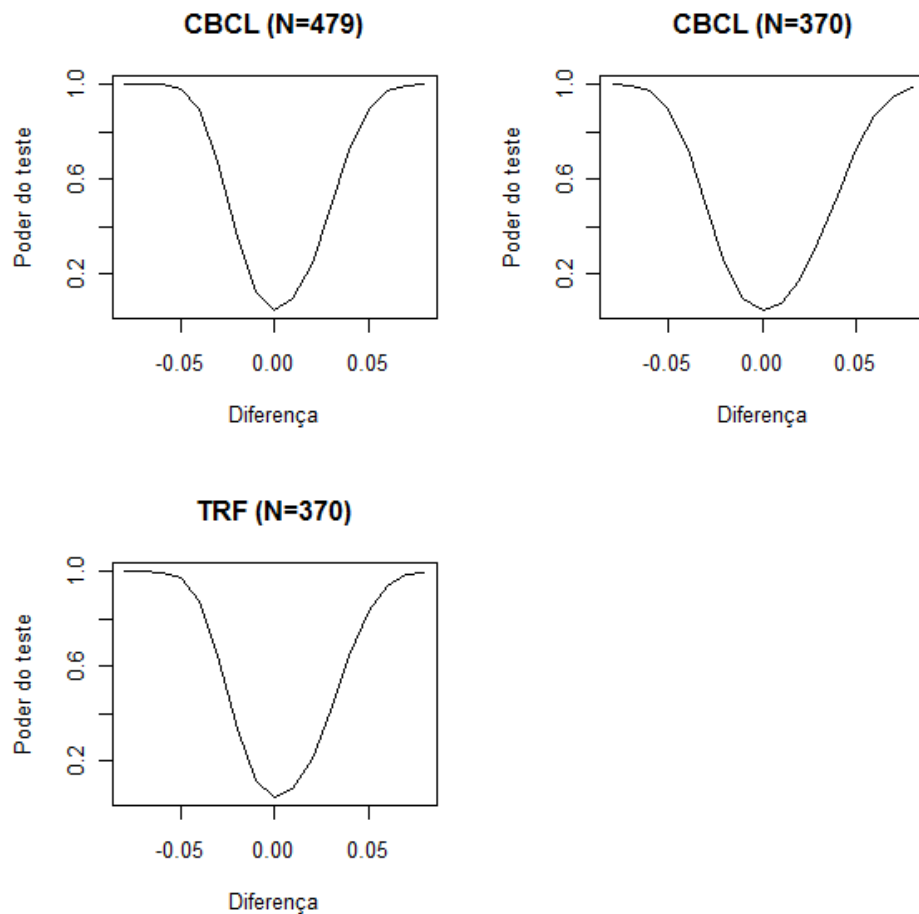 CBCL (N=479)
Poder do teste
1.0
0.6
0.2
-0.05 0.00 0.05
Diferença
CBCL (N=370)
Poder do teste
1.0
0.6
0.2
-0.05 0.00 0.05
Diferença
TRF (N=370)
Poder do teste
1.0
0.6
0.2
-0.05 0.00 0.05
Diferença